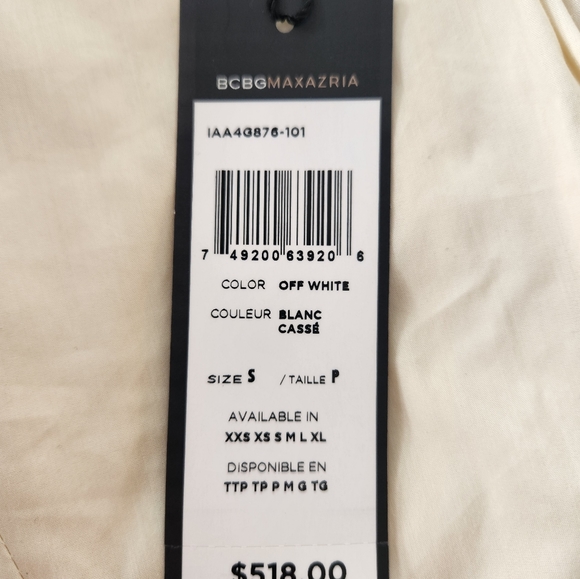 BCBGMAXAZRIA
IAA4G876-101
7 49200 63920 6
COLOR OFF WHITE
COULEUR BLANC
CASSÉ
SIZE S / TAILLE P
AVAILABLE IN
XXS XS S M L XL
DISPONIBLE EN
TTP TP P M G TG
$518.00